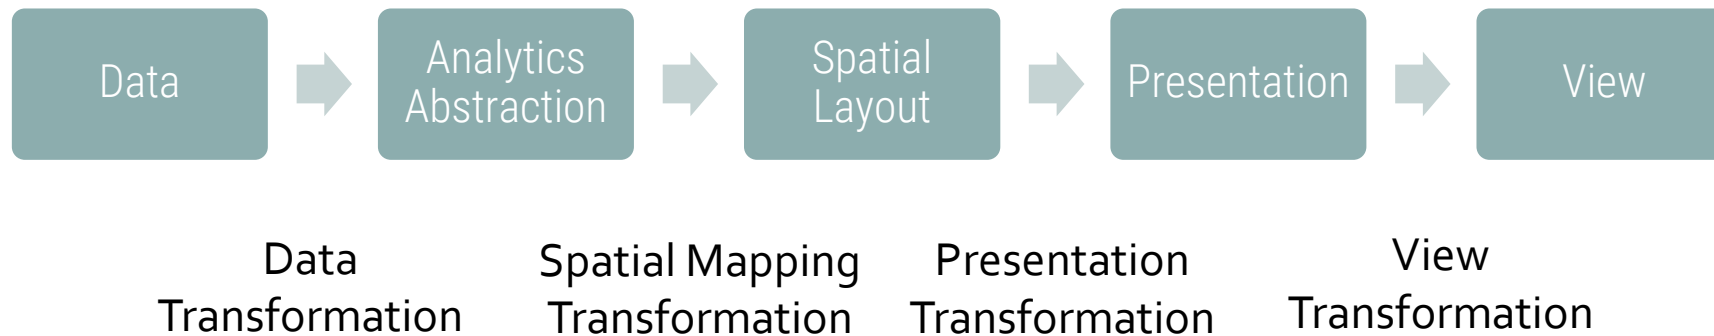 Data
Analytics
Abstraction
Spatial
Layout
Presentation
View
Data
Transformation
Spatial Mapping
Transformation
Presentation
Transformation
View
Transformation